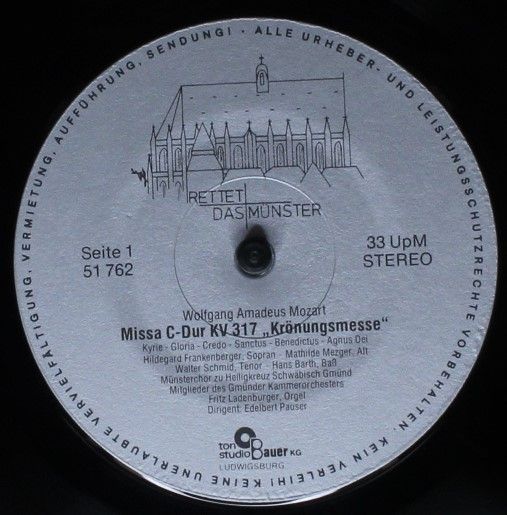 ALLE URHEBER- UND LEISTUNGSSCHUTZRECHTE VORBEHALTEN · KEIN VERLEIH! KEINE UNERLAUBTE VERVIELFÄLTIGUNG, VERMIETUNG, AUFFÜHRUNG, SENDUNG! ·
RETTET
DAS MÜNSTER
Seite 1
51 762
33 UpM
STEREO
Wolfgang Amadeus Mozart
Missa C-Dur KV 317 „Krönungsmesse“
Kyrie - Gloria - Credo - Sanctus - Benedictus - Agnus Dei
Hildegard Frankenberger, Sopran - Mathilde Mezger, Alt
Walter Schmid, Tenor - Hans Barth, Baß
Münsterchor zu Heiligkreuz Schwäbisch Gmünd
Mitglieder des Gmünder Kammerorchesters
Fritz Ladenburger, Orgel
Dirigent: Edelbert Pauser
ton
studio Bauer KG
LUDWIGSBURG